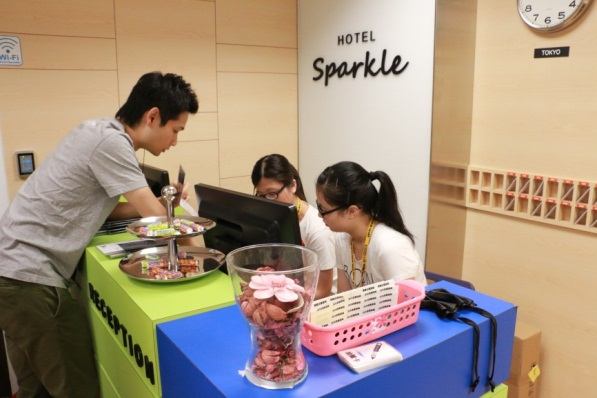 Wi-Fi
HOTEL
Sparkle
TOKYO
RECEPTION